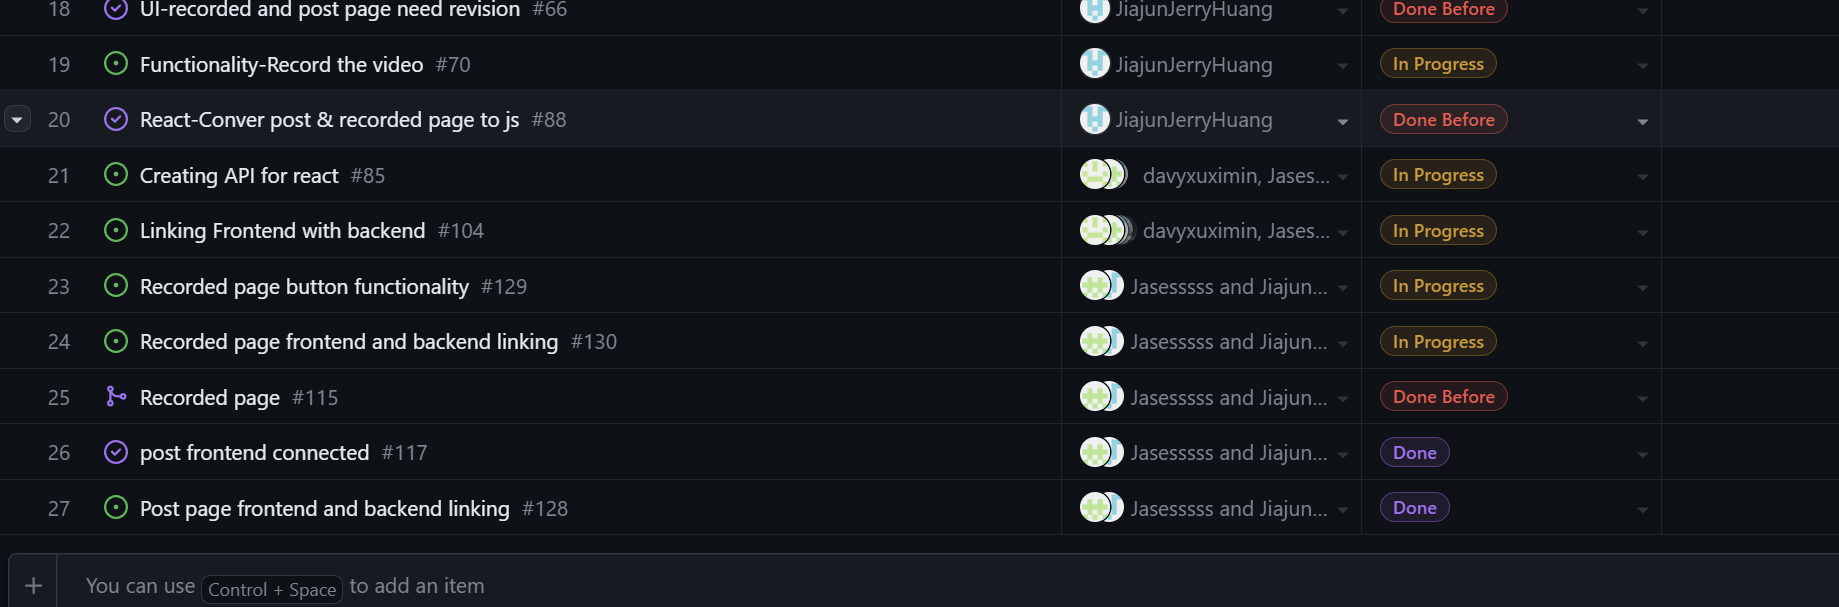 18 UI-recorded and post page need revision #66 JiajunJerryHuang Done Before
19 Functionality-Record the video #70 JiajunJerryHuang In Progress
20 React-Conver post & recorded page to js #88 JiajunJerryHuang Done Before
21 Creating API for react #85 davyxuximin, Jases... In Progress
22 Linking Frontend with backend #104 davyxuximin, Jases... In Progress
23 Recorded page button functionality #129 Jasesssss and Jiajun... In Progress
24 Recorded page frontend and backend linking #130 Jasesssss and Jiajun... In Progress
25 Recorded page #115 Jasesssss and Jiajun... Done Before
26 post frontend connected #117 Jasesssss and Jiajun... Done
27 Post page frontend and backend linking #128 Jasesssss and Jiajun... Done
+ You can use Control + Space to add an item